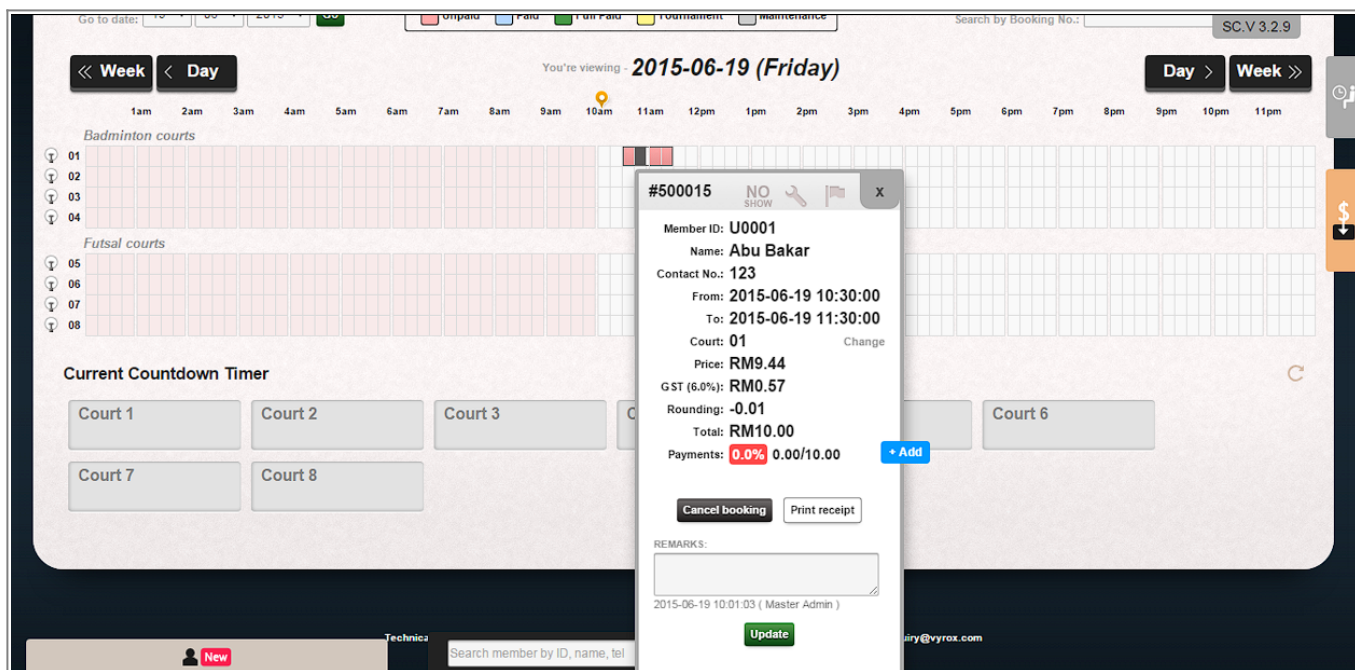 Go to date: 19 06 2015 Go
Unpaid Paid Full Paid Tournament Maintenance
Search by Booking No.:
SC.V 3.2.9
Week Day
You're viewing - 2015-06-19 (Friday)
Day Week
1am 2am 3am 4am 5am 6am 7am 8am 9am 10am 11am 12pm 1pm 2pm 3pm 4pm 5pm 6pm 7pm 8pm 9pm 10pm 11pm
Badminton courts
01
02
03
04
Futsal courts
05
06
07
08
#500015 NO SHOW x
Member ID: U0001
Name: Abu Bakar
Contact No.: 123
From: 2015-06-19 10:30:00
To: 2015-06-19 11:30:00
Court: 01 Change
Price: RM9.44
GST (6.0%): RM0.57
Rounding: -0.01
Total: RM10.00
Payments: 0.0% 0.00/10.00 + Add
Cancel booking Print receipt
REMARKS:
2015-06-19 10:01:03 ( Master Admin )
Update
Current Countdown Timer
Court 1 Court 2 Court 3 Court 6
Court 7 Court 8
Technica
iry@vyrox.com
New
Search member by ID, name, tel